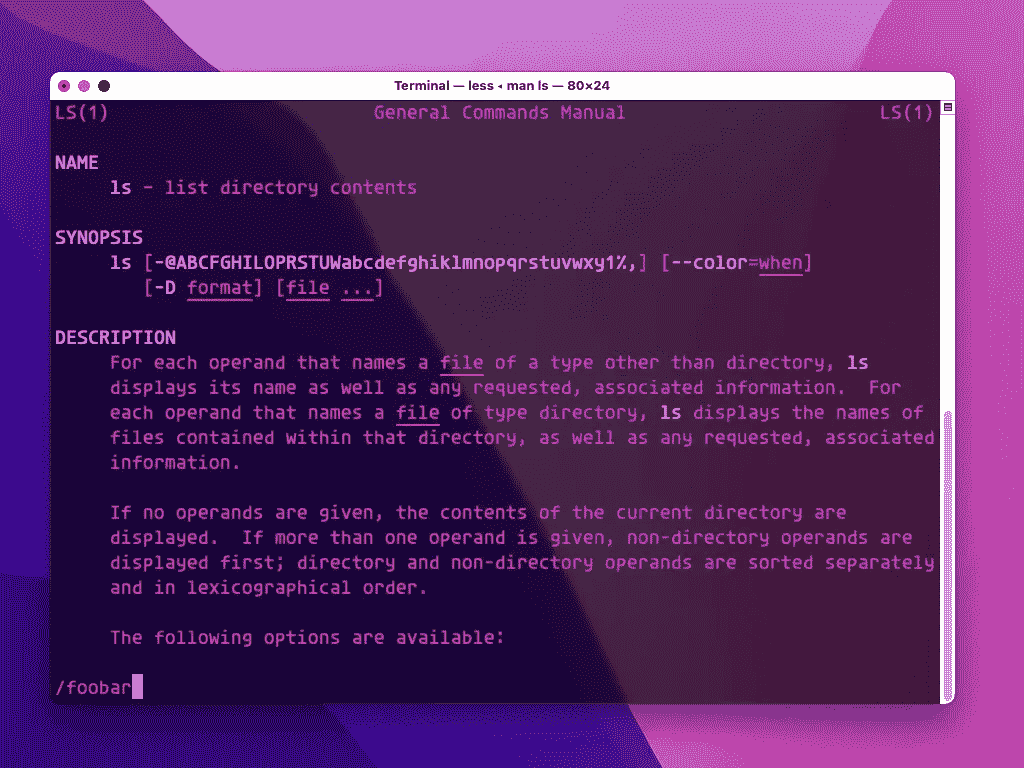 Terminal — less ◂ man ls — 80×24
LS(1) General Commands Manual LS(1)
NAME
ls – list directory contents
SYNOPSIS
ls [-@ABCFGHILOPRSTUWabcdefghiklmnopqrstuvwxy1%,] [--color=when]
[-D format] [file ...]
DESCRIPTION
For each operand that names a file of a type other than directory, ls
displays its name as well as any requested, associated information.  For
each operand that names a file of type directory, ls displays the names of
files contained within that directory, as well as any requested, associated
information.
If no operands are given, the contents of the current directory are
displayed.  If more than one operand is given, non-directory operands are
displayed first; directory and non-directory operands are sorted separately
and in lexicographical order.
The following options are available:
/foobar